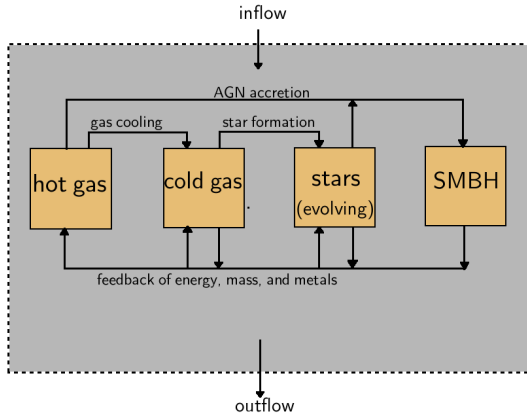 inflow
AGN accretion
gas cooling
star formation
hot gas
cold gas
stars
(evolving)
SMBH
feedback of energy, mass, and metals
outflow